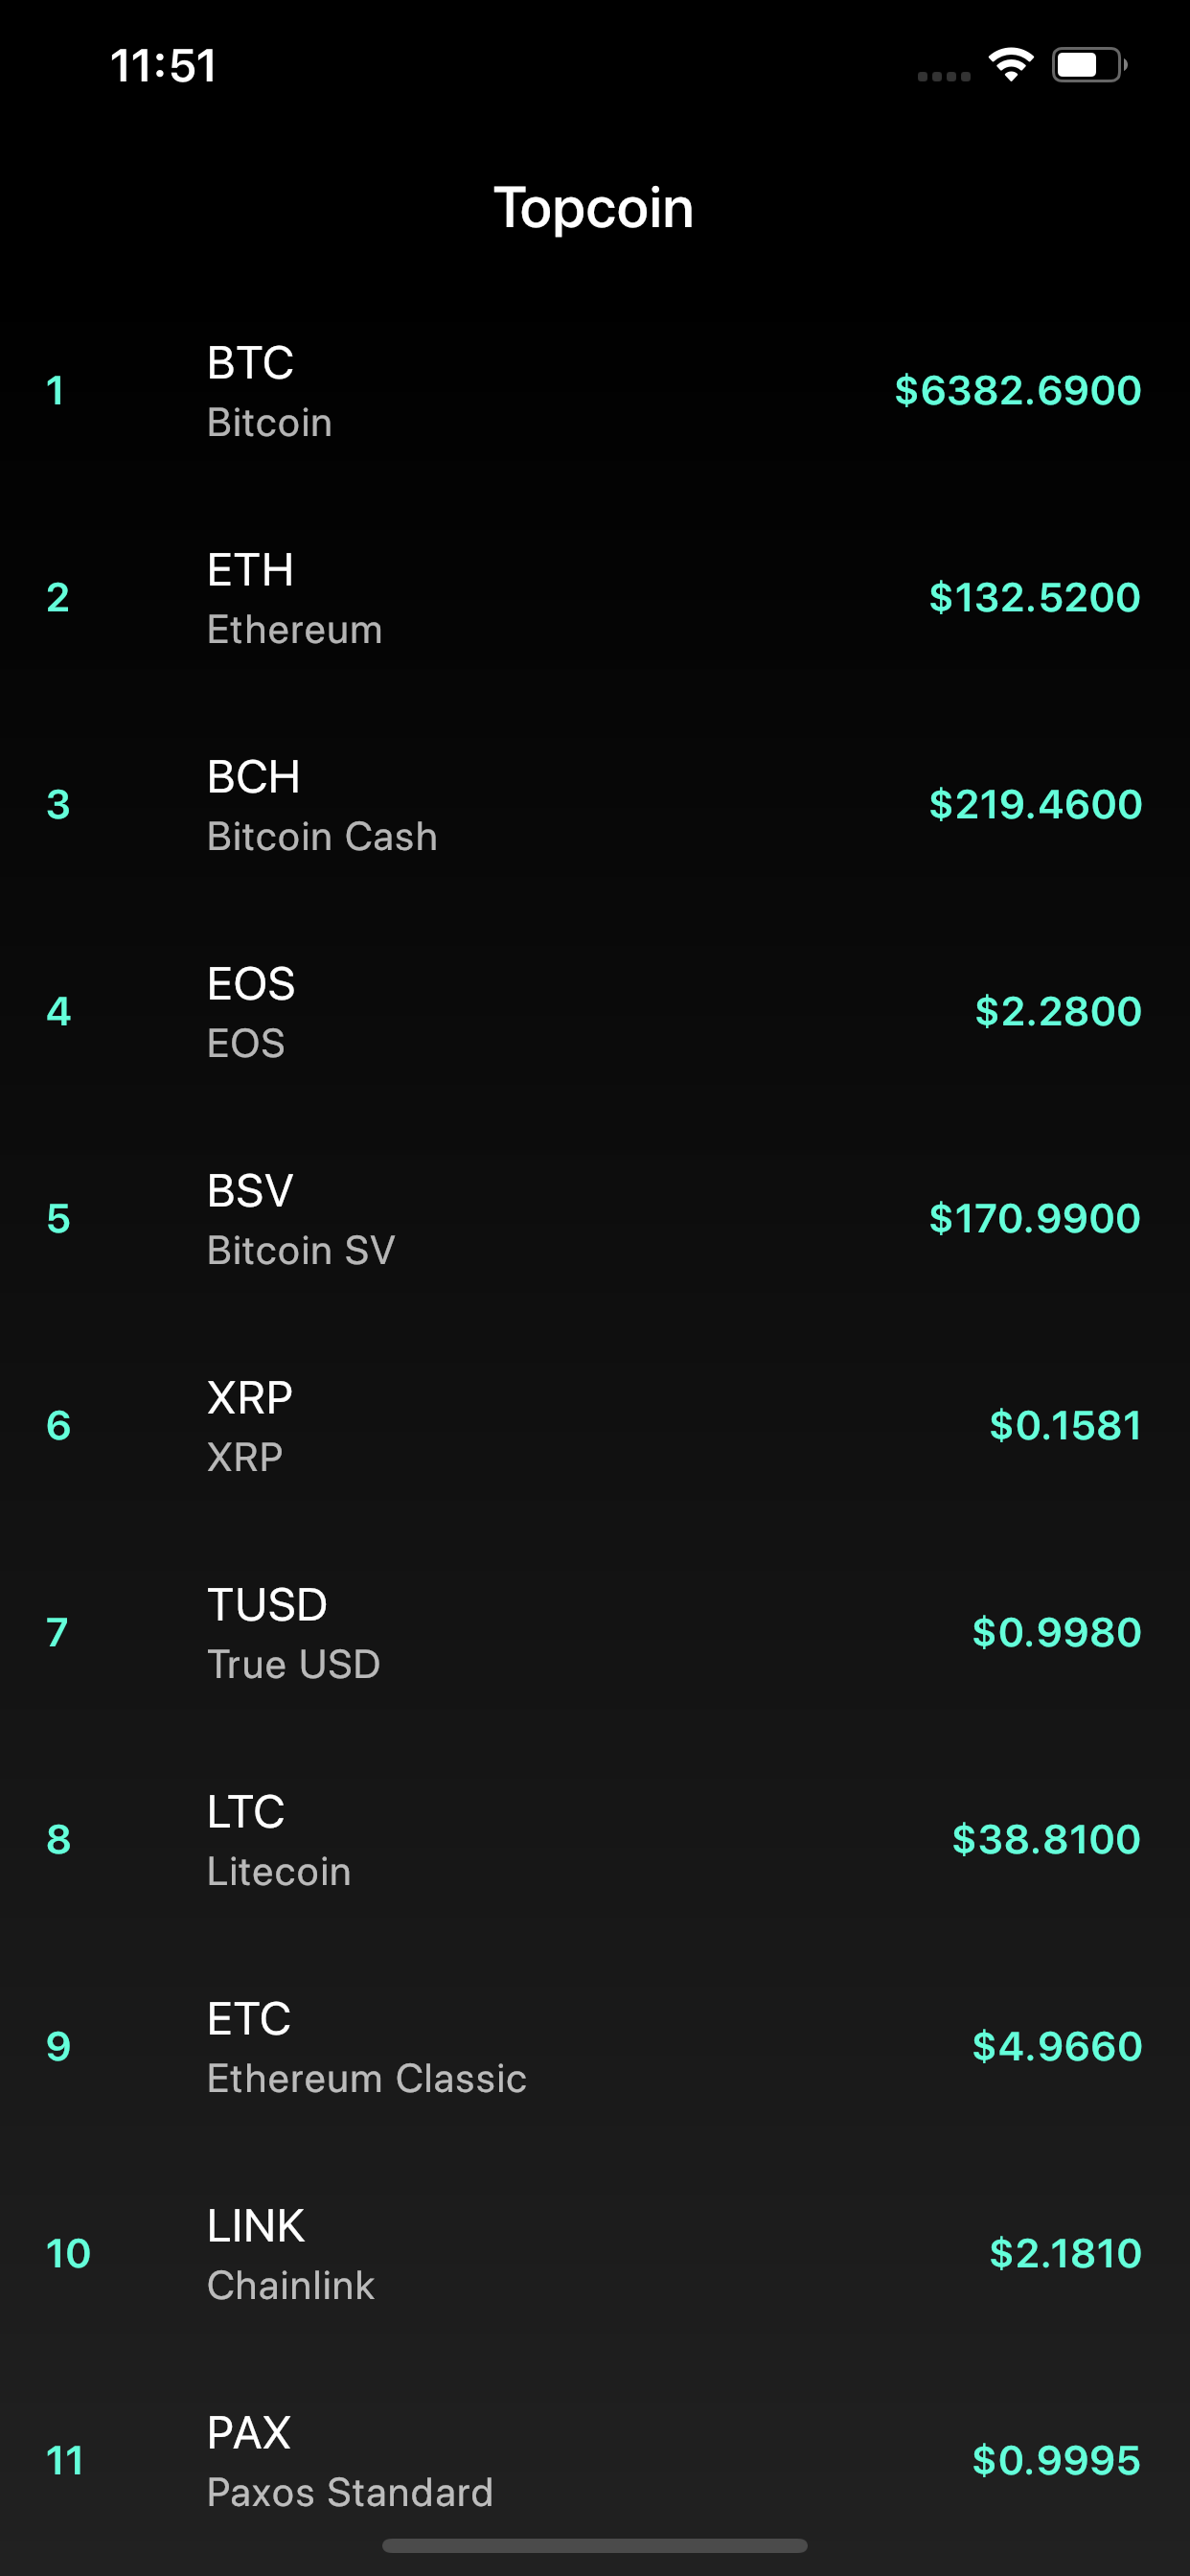 11:51
Topcoin
1
BTC
Bitcoin
$6382.6900
2
ETH
Ethereum
$132.5200
3
BCH
Bitcoin Cash
$219.4600
4
EOS
EOS
$2.2800
5
BSV
Bitcoin SV
$170.9900
6
XRP
XRP
$0.1581
7
TUSD
True USD
$0.9980
8
LTC
Litecoin
$38.8100
9
ETC
Ethereum Classic
$4.9660
10
LINK
Chainlink
$2.1810
11
PAX
Paxos Standard
$0.9995